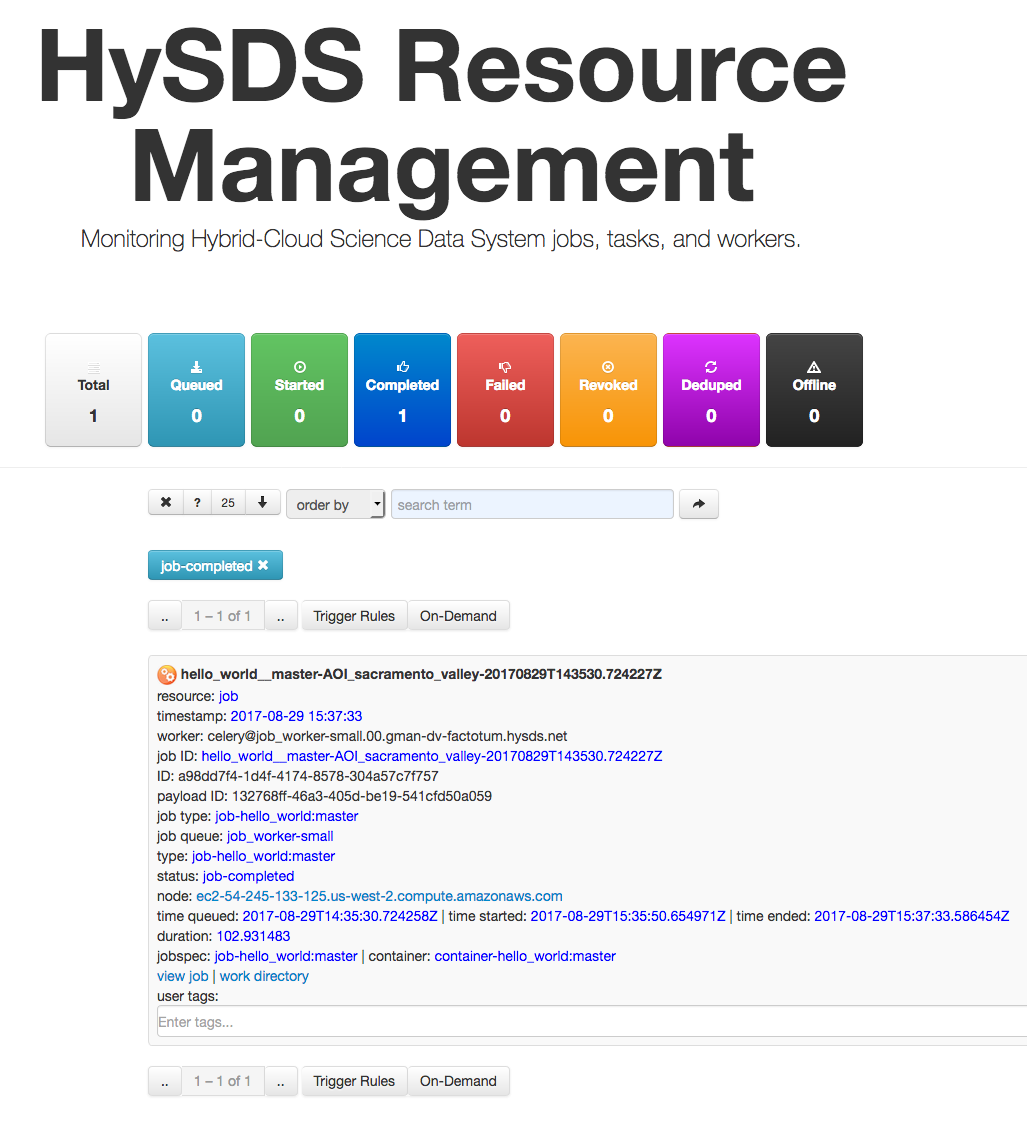 HySDS Resource
Management
Monitoring Hybrid-Cloud Science Data System jobs, tasks, and workers.
Total Queued Started Completed Failed Revoked Deduped Offline
1 0 0 1 0 0 0 0
? 25 order by search term
job-completed
.. 1 – 1 of 1 .. Trigger Rules On-Demand
hello_world__master-AOI_sacramento_valley-20170829T143530.724227Z
resource: job
timestamp: 2017-08-29 15:37:33
worker: celery@job_worker-small.00.gman-dv-factotum.hysds.net
job ID: hello_world__master-AOI_sacramento_valley-20170829T143530.724227Z
ID: a98dd7f4-1d4f-4174-8578-304a57c7f757
payload ID: 132768ff-46a3-405d-be19-541cfd50a059
job type: job-hello_world:master
job queue: job_worker-small
type: job-hello_world:master
status: job-completed
node: ec2-54-245-133-125.us-west-2.compute.amazonaws.com
time queued: 2017-08-29T14:35:30.724258Z | time started: 2017-08-29T15:35:50.654971Z | time ended: 2017-08-29T15:37:33.586454Z
duration: 102.931483
jobspec: job-hello_world:master | container: container-hello_world:master
view job | work directory
user tags:
Enter tags...
.. 1 – 1 of 1 .. Trigger Rules On-Demand